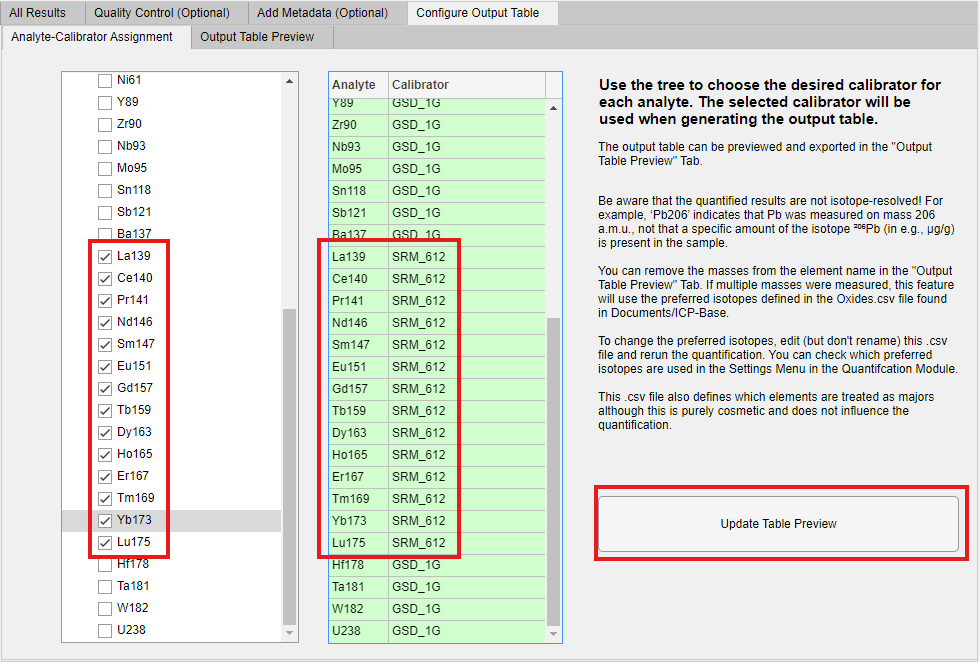 All Results Quality Control (Optional) Add Metadata (Optional) Configure Output Table
Analyte-Calibrator Assignment Output Table Preview
Ni61
Y89
Zr90
Nb93
Mo95
Sn118
Sb121
Ba137
La139
Ce140
Pr141
Nd146
Sm147
Eu151
Gd157
Tb159
Dy163
Ho165
Er167
Tm169
Yb173
Lu175
Hf178
Ta181
W182
U238
Analyte Calibrator
Y89 GSD_1G
Zr90 GSD_1G
Nb93 GSD_1G
Mo95 GSD_1G
Sn118 GSD_1G
Sb121 GSD_1G
Ba137 GSD_1G
La139 SRM_612
Ce140 SRM_612
Pr141 SRM_612
Nd146 SRM_612
Sm147 SRM_612
Eu151 SRM_612
Gd157 SRM_612
Tb159 SRM_612
Dy163 SRM_612
Ho165 SRM_612
Er167 SRM_612
Tm169 SRM_612
Yb173 SRM_612
Lu175 SRM_612
Hf178 GSD_1G
Ta181 GSD_1G
W182 GSD_1G
U238 GSD_1G
Use the tree to choose the desired calibrator for
each analyte. The selected calibrator will be
used when generating the output table.
The output table can be previewed and exported in the "Output
Table Preview" Tab.
Be aware that the quantified results are not isotope-resolved! For
example, ‘Pb206’ indicates that Pb was measured on mass 206
a.m.u., not that a specific amount of the isotope ²⁰⁶Pb (in e.g., µg/g)
is present in the sample.
You can remove the masses from the element name in the "Output
Table Preview" Tab. If multiple masses were measured, this feature
will use the preferred isotopes defined in the Oxides.csv file found
in Documents/ICP-Base.
To change the preferred isotopes, edit (but don't rename) this .csv
file and rerun the quantification. You can check which preferred
isotopes are used in the Settings Menu in the Quantifcation Module.
This .csv file also defines which elements are treated as majors
although this is purely cosmetic and does not influence the
quantification.
Update Table Preview